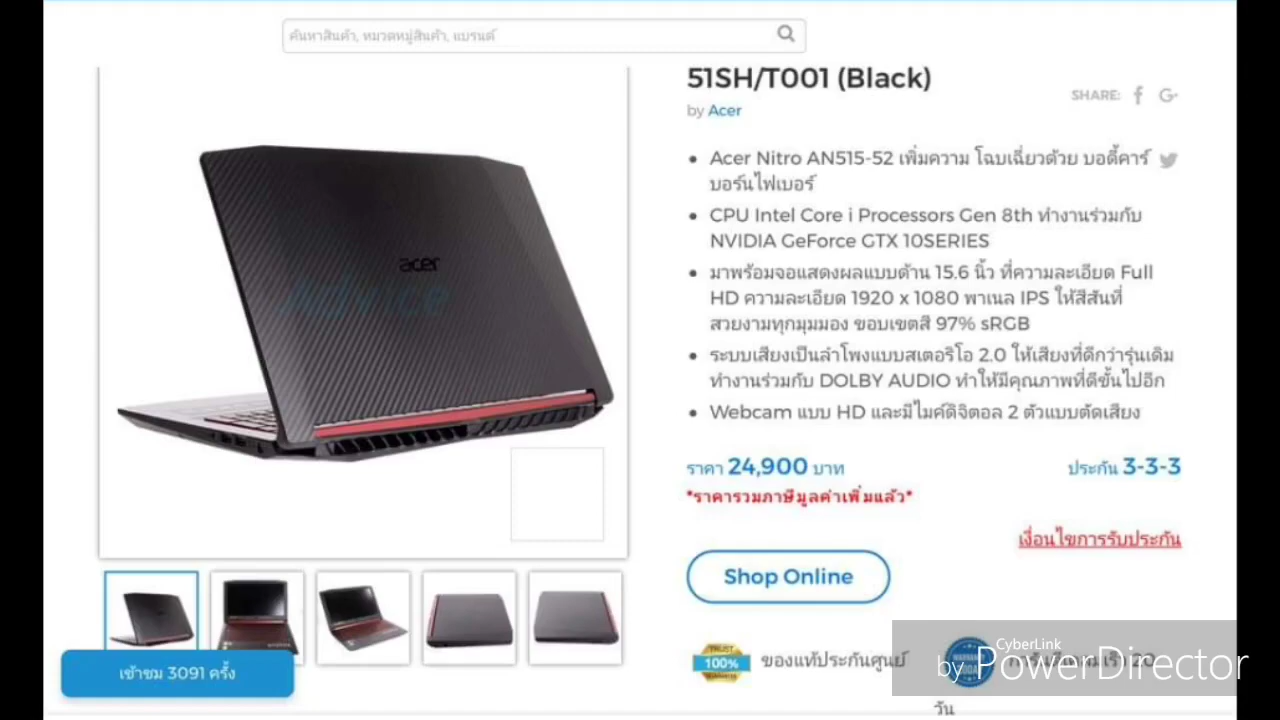 ค้นหาสินค้า, หมวดหมู่สินค้า, แบรนด์
51SH/T001 (Black)
by Acer
SHARE:
Acer Nitro AN515-52 เพิ่มความ โฉบเฉี่ยวด้วย บอดี้คาร์
บอร์นไฟเบอร์
CPU Intel Core i Processors Gen 8th ทำงานร่วมกับ
NVIDIA GeForce GTX 10SERIES
มาพร้อมจอแสดงผลแบบด้าน 15.6 นิ้ว ที่ความละเอียด Full
HD ความละเอียด 1920 x 1080 พาเนล IPS ให้สีสันที่
สวยงามทุกมุมมอง ขอบเขตสี 97% sRGB
ระบบเสียงเป็นลำโพงแบบสเตอริโอ 2.0 ให้เสียงที่ดีกว่ารุ่นเดิม
ทำงานร่วมกับ DOLBY AUDIO ทำให้มีคุณภาพที่ดีขั้นไปอีก
Webcam แบบ HD และมีไมค์ดิจิตอล 2 ตัวแบบตัดเสียง
ราคา 24,900 บาท
ประกัน 3-3-3
*ราคารวมภาษีมูลค่าเพิ่มแล้ว*
เงื่อนไขการรับประกัน
Shop Online
acer
เข้าชม 3091 ครั้ง
TRUST
100%
ของแท้ประกันศูนย์
20
วัน
CyberLink
by PowerDirector